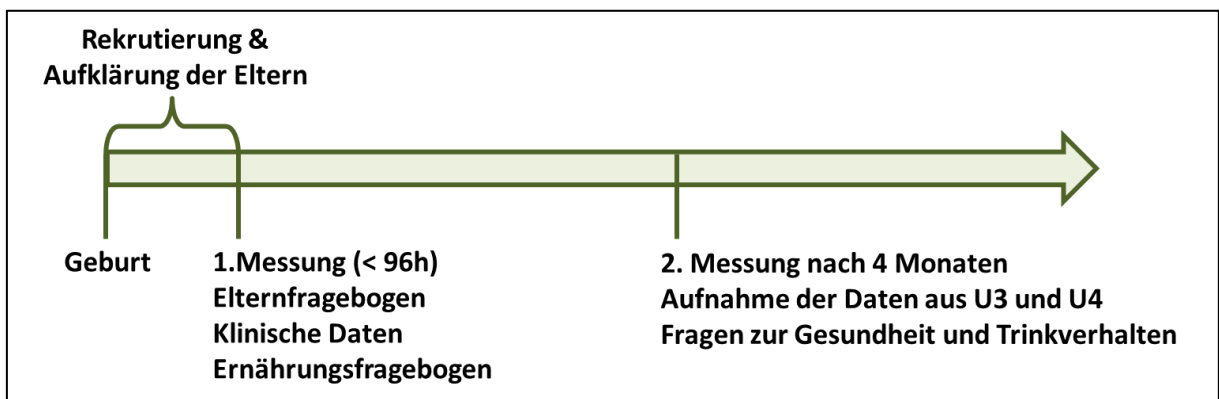 Rekrutierung &
Aufklärung der Eltern
Geburt
1.Messung (< 96h)
Elternfragebogen
Klinische Daten
Ernährungsfragebogen
2. Messung nach 4 Monaten
Aufnahme der Daten aus U3 und U4
Fragen zur Gesundheit und Trinkverhalten